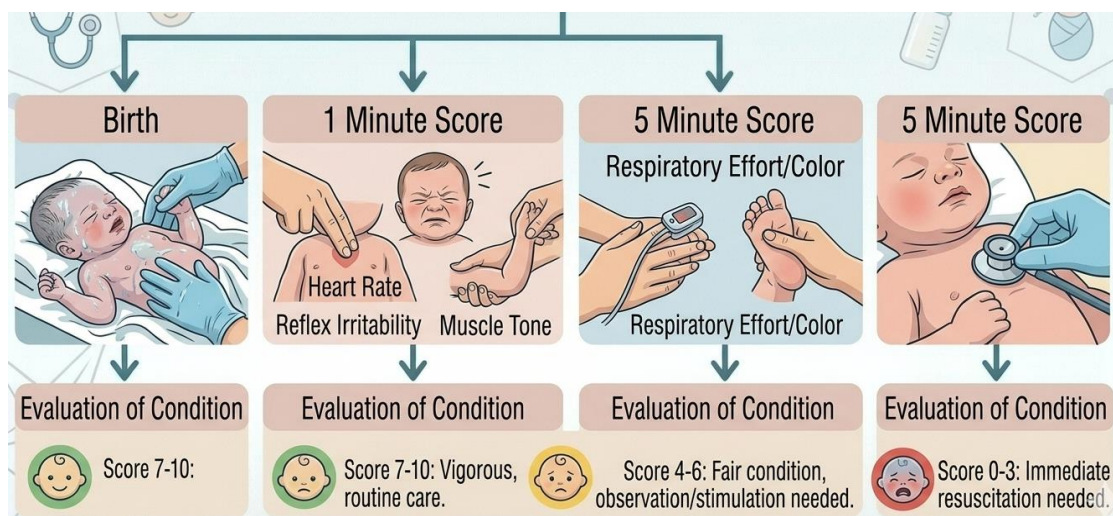 Birth
1 Minute Score
5 Minute Score
5 Minute Score
Heart Rate
Reflex Irritability
Muscle Tone
Respiratory Effort/Color
Respiratory Effort/Color
Evaluation of Condition
Evaluation of Condition
Evaluation of Condition
Evaluation of Condition
Score 7-10:
Score 7-10: Vigorous,
routine care.
Score 4-6: Fair condition,
observation/stimulation needed.
Score 0-3: Immediate
resuscitation needed.